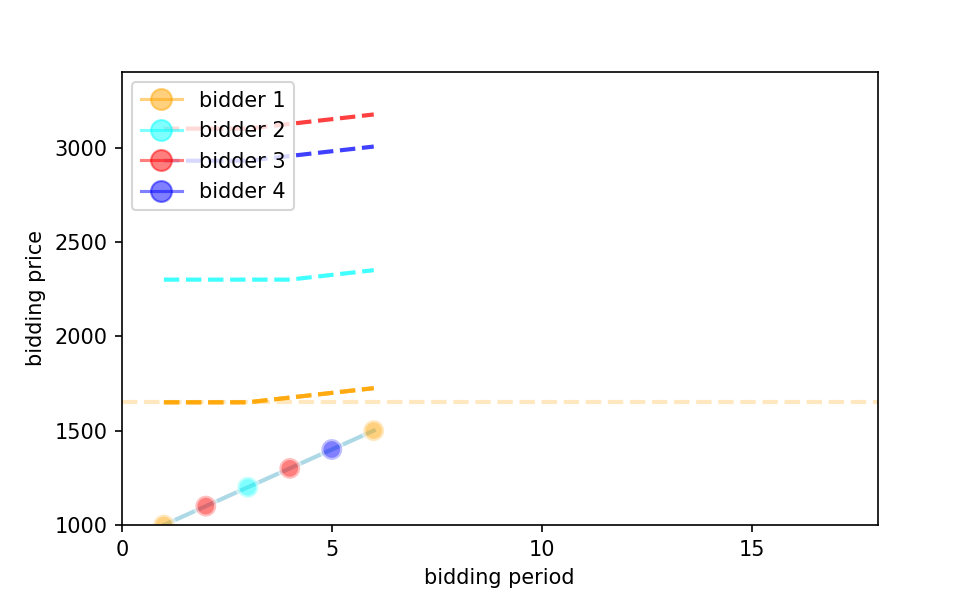 bidder 1
bidder 2
bidder 3
bidder 4
3000
2500
2000
1500
1000
bidding price
0
5
10
15
bidding period